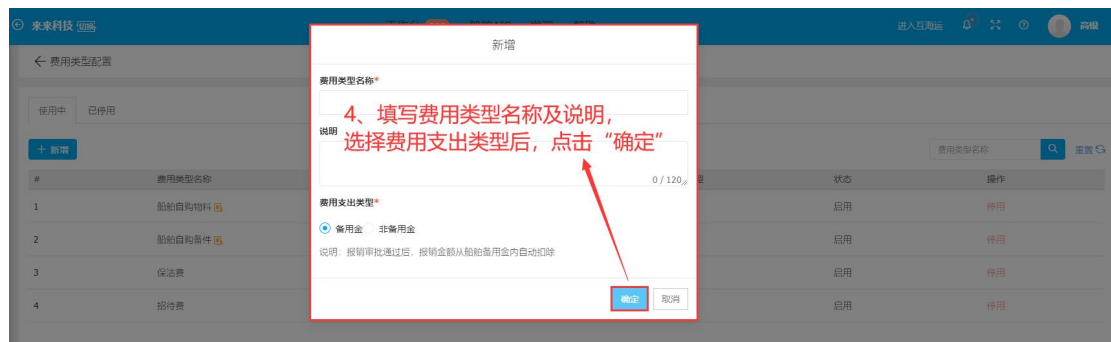 来来科技 切换
进入互海运
高银
新增
← 费用类型配置
费用类型名称*
使用中 已停用
4、填写费用类型名称及说明，
说明
选择费用支出类型后，点击“确定”
+ 新增
费用类型名称
重置
0 / 120
# 费用类型名称 状态 操作
费用支出类型*
1 船舶自购物料 启用 停用
备用金 非备用金
2 船舶自购备件 启用 停用
说明：报销审批通过后，报销金额从船舶备用金内自动扣除
3 保洁费 启用 停用
确定 取消
4 招待费 启用 停用